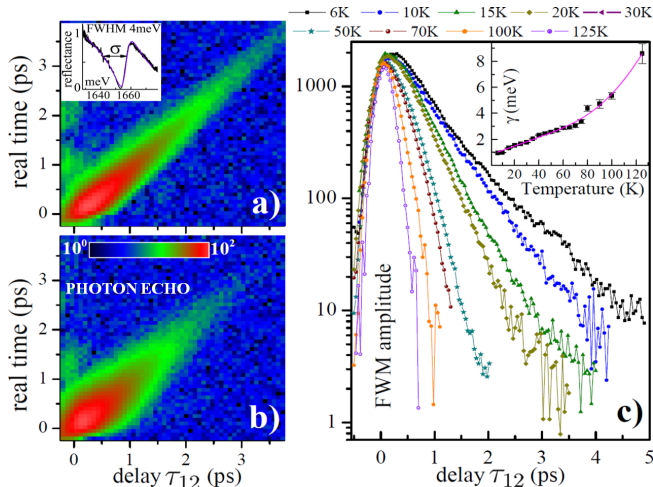 6K 10K 15K 20K 30K
50K 70K 100K 125K
FWHM 4meV
reflectance
σ
meV
1640 1660
real time (ps)
3
2
1
0
a)
10⁰ 10²
PHOTON ECHO
real time (ps)
3
2
1
0
b)
0 1 2 3
delay τ₁₂ (ps)
1000
100
10
1
FWM amplitude
γ (meV)
8
6
4
2
20 40 60 80 100 120
Temperature (K)
c)
0 1 2 3 4 5
delay τ₁₂ (ps)